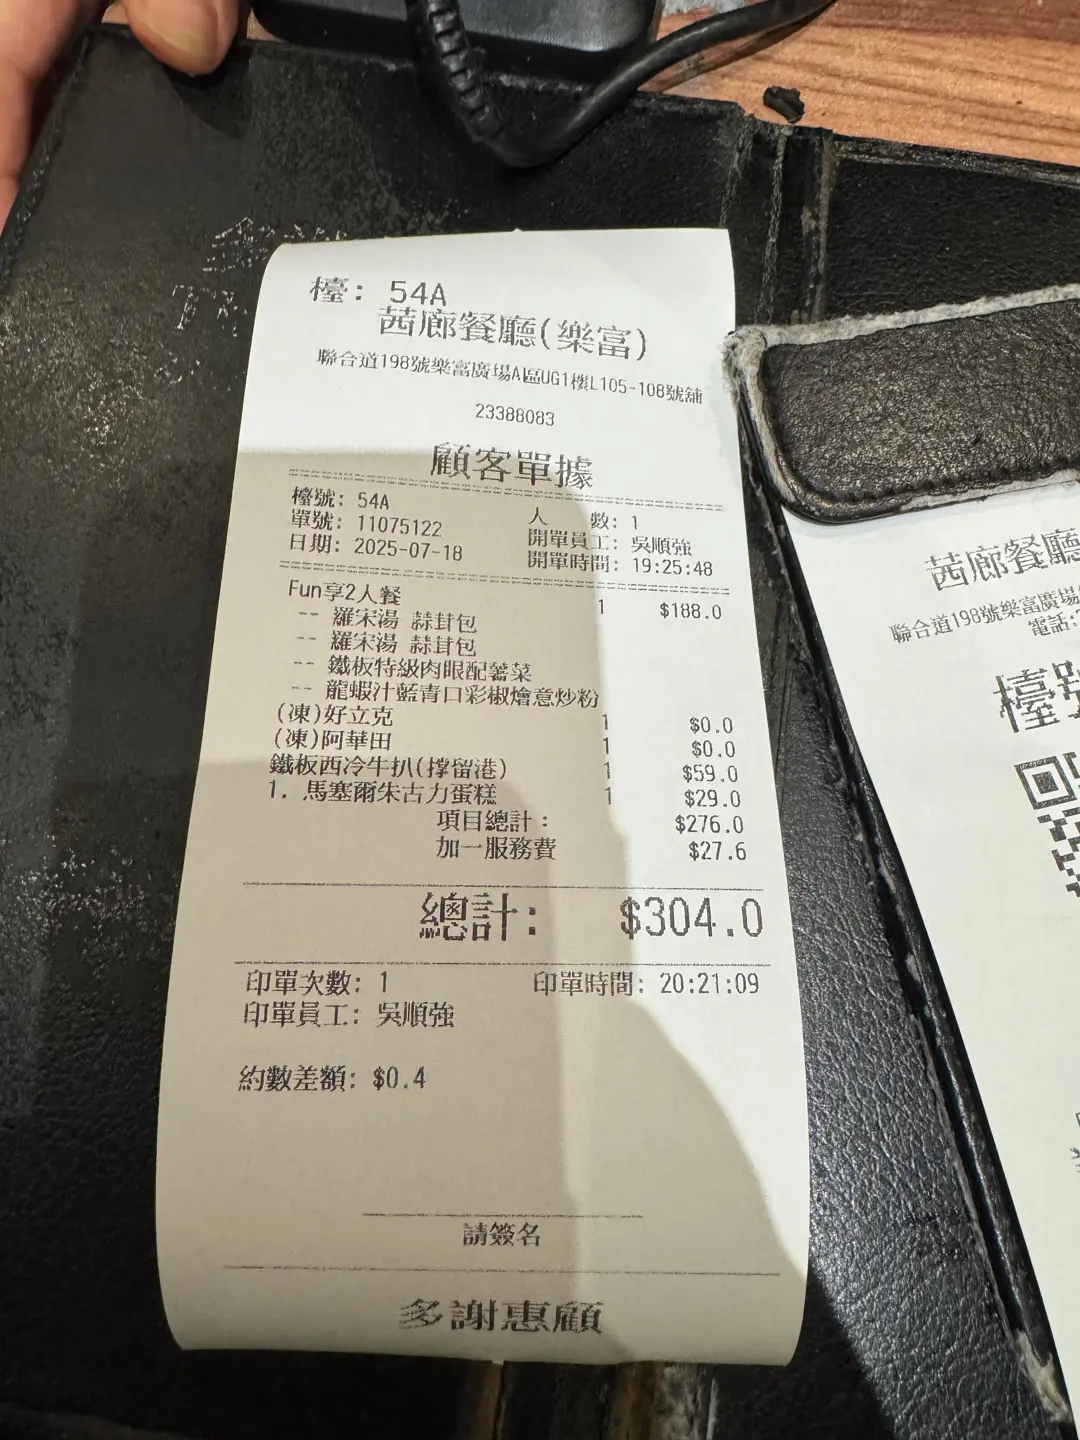 檯: 54A
茜廊餐廳(樂富)
聯合道198號樂富廣場A區UG1樓L105-108號舖
23388083
顧客單據
檯號: 54A
人 數: 1
單號: 11075122
開單員工: 吳順強
日期: 2025-07-18
開單時間: 19:25:48
Fun享2人餐 1 $188.0
-- 羅宋湯 蒜茸包
-- 羅宋湯 蒜茸包
-- 鐵板特級肉眼配薯菜
-- 龍蝦汁藍青口彩椒燴意炒粉
(凍)好立克 1 $0.0
(凍)阿華田 1 $0.0
鐵板西冷牛扒(撐留港) 1 $59.0
1. 馬塞爾朱古力蛋糕 1 $29.0
項目總計: $276.0
加一服務費 $27.6
總計: $304.0
印單次數: 1
印單時間: 20:21:09
印單員工: 吳順強
約數差額: $0.4
請簽名
多謝惠顧
茜廊餐廳
聯合道198號樂富廣場
電話:
檯號